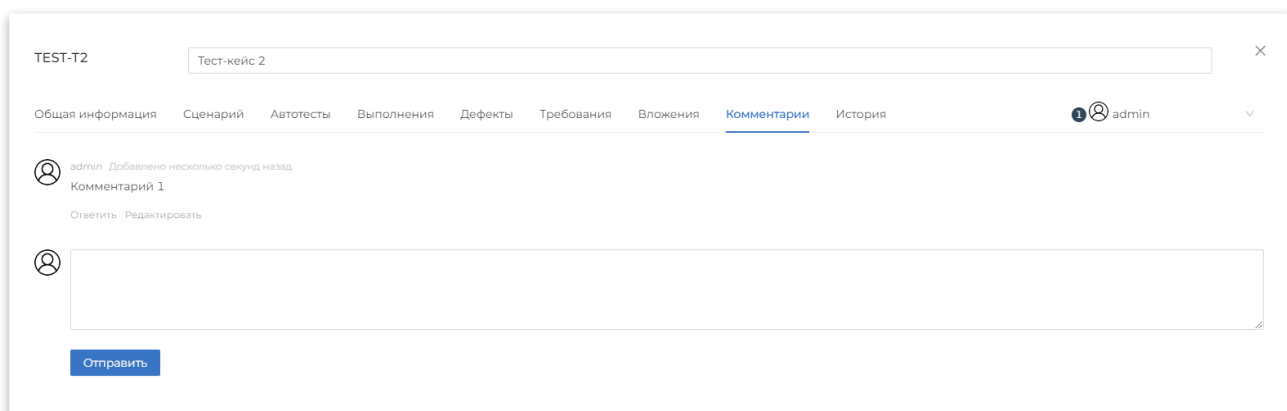 TEST-T2
Тест-кейс 2
Общая информация Сценарий Автотесты Выполнения Дефекты Требования Вложения Комментарии История 1 admin
admin Добавлено несколько секунд назад
Комментарий 1
Ответить Редактировать
Отправить